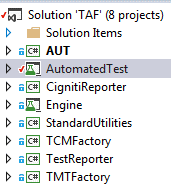 Solution 'TAF' (8 projects)
Solution Items
C# AUT
AutomatedTest
C# CignitiReporter
Engine
C# StandardUtilities
C# TCMFactory
C# TestReporter
C# TMTFactory